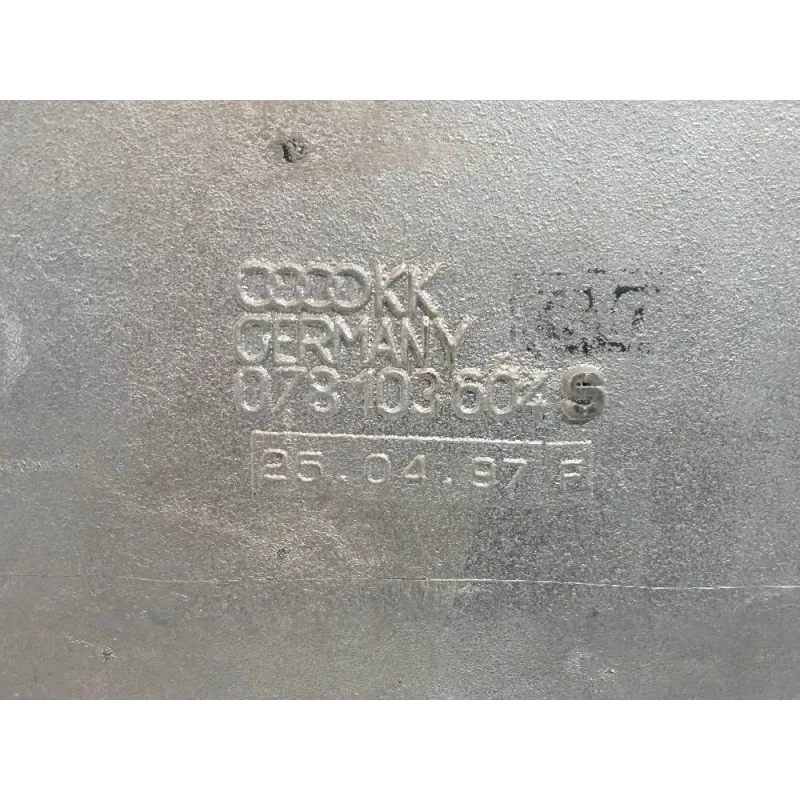 KK
GERMANY
078 103 604 S
25.04.97 F